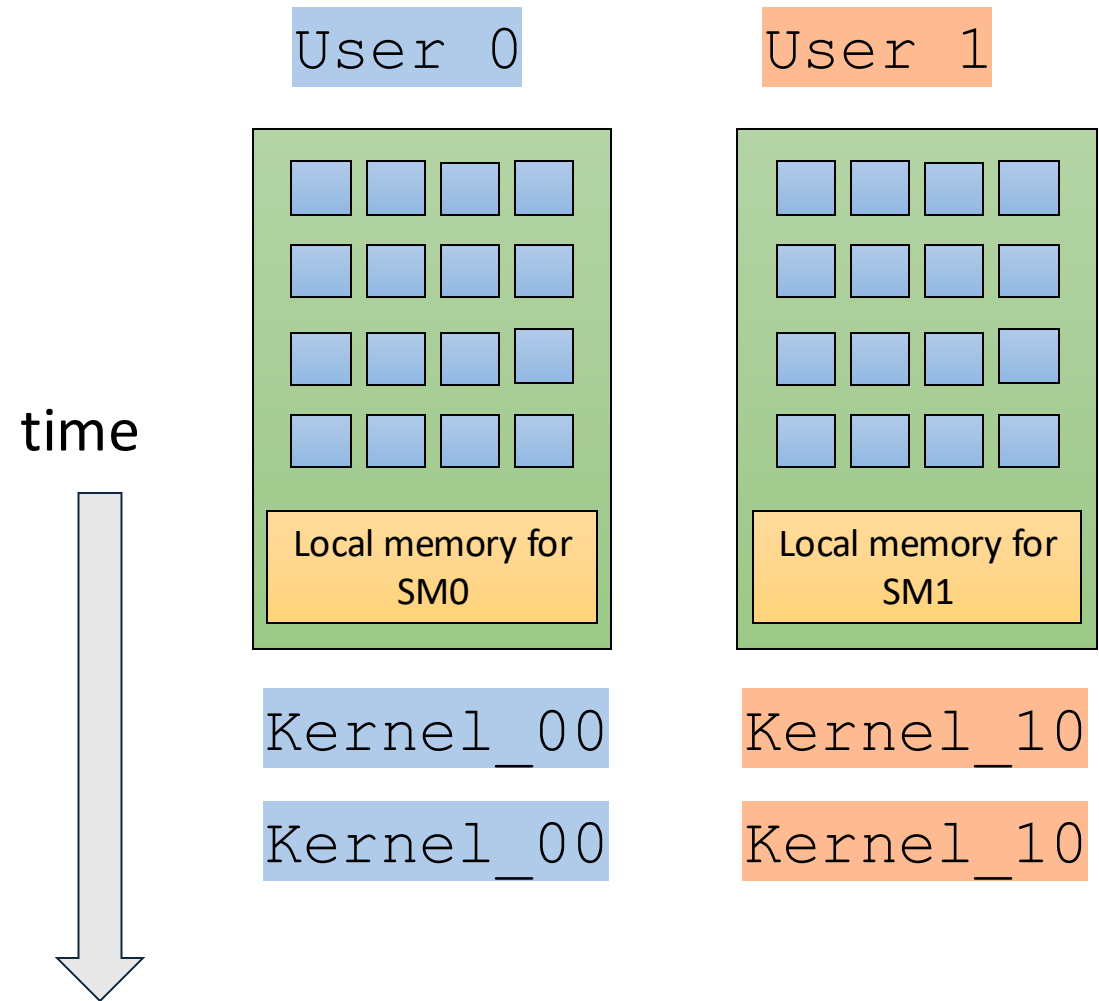 User 0
User 1
time
Local memory for
SM0
Local memory for
SM1
Kernel_00
Kernel_10
Kernel_00
Kernel_10